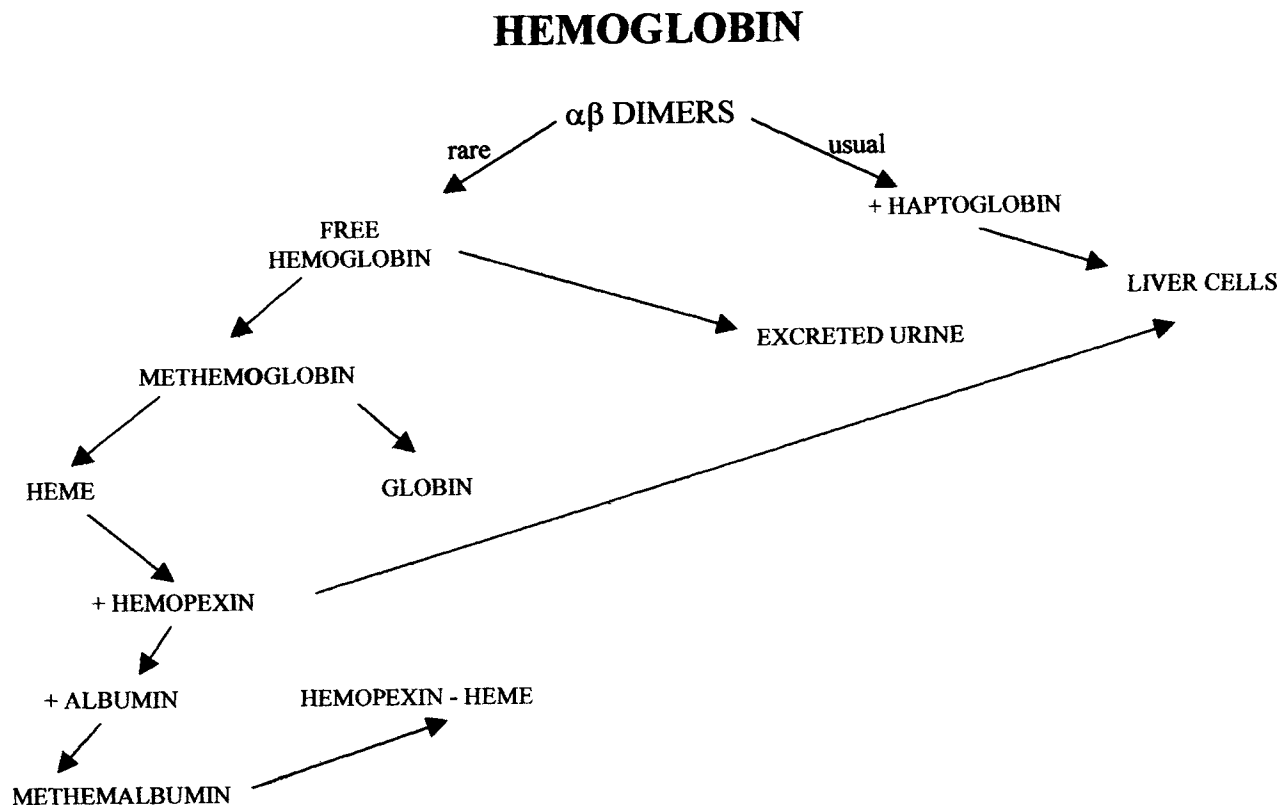 HEMOGLOBIN
αβ DIMERS
rare
usual
+ HAPTOGLOBIN
FREE
HEMOGLOBIN
LIVER CELLS
EXCRETED URINE
METHEMOGLOBIN
HEME
GLOBIN
+ HEMOPEXIN
+ ALBUMIN
HEMOPEXIN - HEME
METHEMALBUMIN